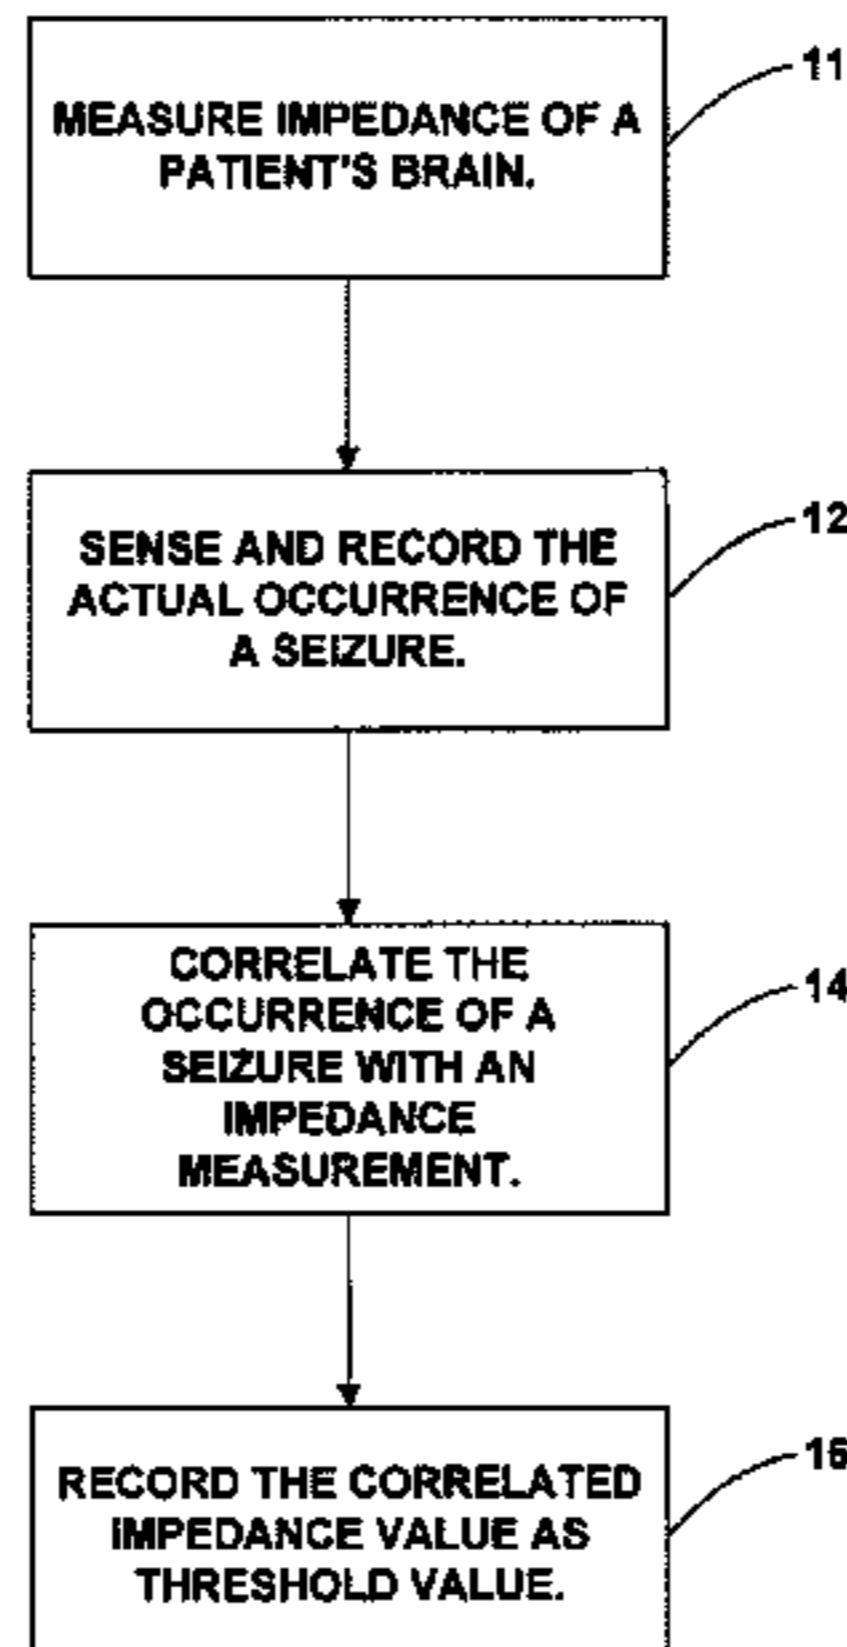 MEASURE IMPEDANCE OF A
PATIENT'S BRAIN.
11
SENSE AND RECORD THE
ACTUAL OCCURRENCE OF
A SEIZURE.
12
CORRELATE THE
OCCURRENCE OF A
SEIZURE WITH AN
IMPEDANCE
MEASUREMENT.
14
RECORD THE CORRELATED
IMPEDANCE VALUE AS
THRESHOLD VALUE.